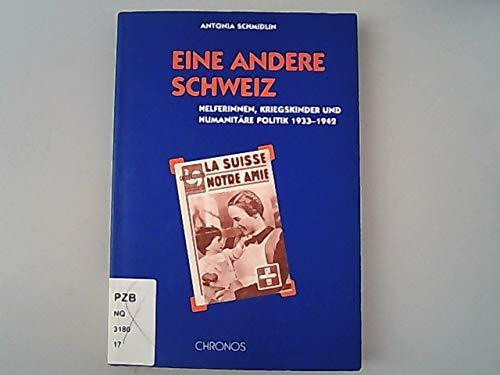 ANTONIA SCHMIDLIN
EINE ANDERE
SCHWEIZ
HELFERINNEN, KRIEGSKINDER UND
HUMANITÄRE POLITIK 1933–1942
LA SUISSE
NOTRE AMIE
PZB
NQ
3180
17
CHRONOS